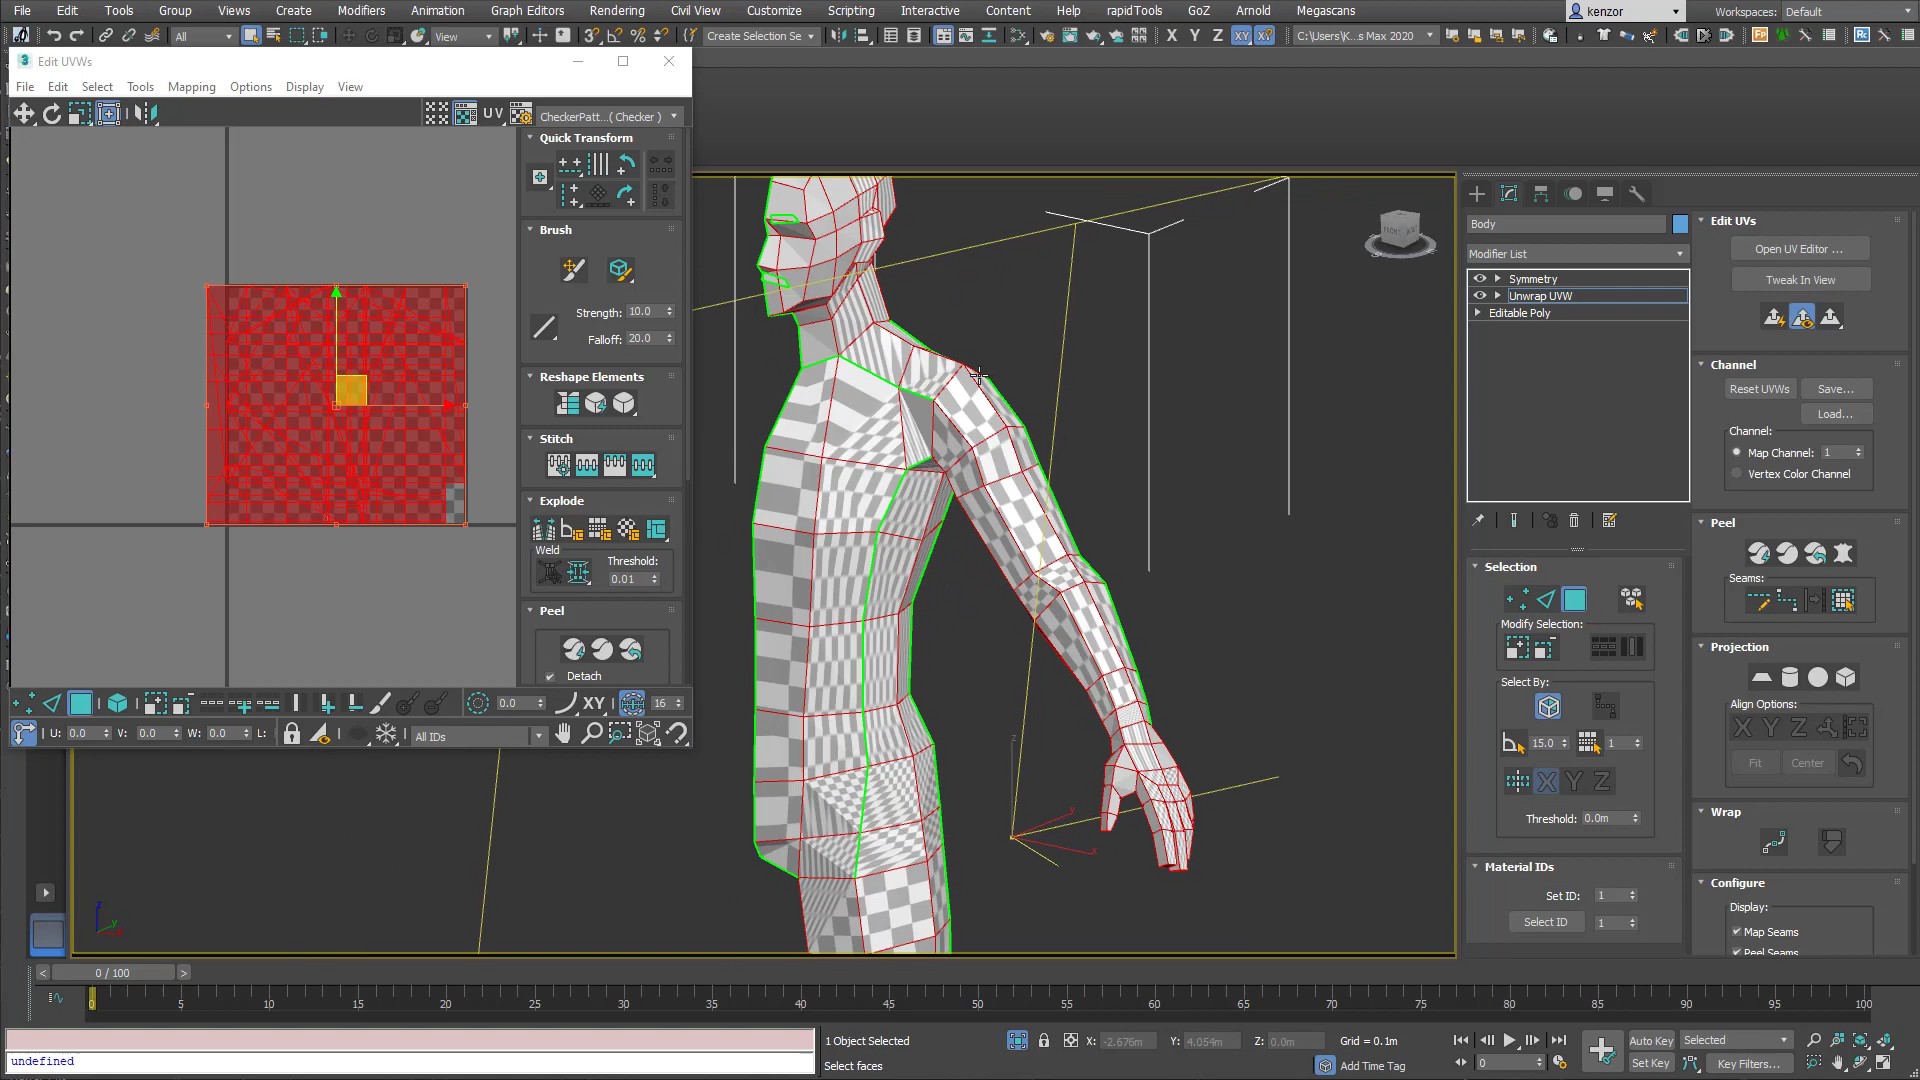 File Edit Tools Group Views Create Modifiers Animation Graph Editors Rendering Civil View Customize Scripting Interactive Content Help rapidTools GoZ Arnold Megascans kenzor Workspaces: Default
All View Create Selection Se X Y Z XY C:\Users\K...s Max 2020
Edit UVWs
File Edit Select Tools Mapping Options Display View
UV CheckerPatt...( Checker )
Quick Transform
Brush
Strength: 10.0
Falloff: 20.0
Reshape Elements
Stitch
Explode
Weld
Threshold:
0.01
Peel
Detach
0.0 XY 16
U: 0.0 V: 0.0 W: 0.0 L: All IDs
Body
Modifier List
Symmetry
Unwrap UVW
Editable Poly
Selection
Modify Selection:
Select By:
15.0 1
X Y Z
Threshold: 0.0m
Material IDs
Set ID: 1
Select ID 1
Edit UVs
Open UV Editor ...
Tweak In View
Channel
Reset UVWs Save...
Load...
Channel:
Map Channel: 1
Vertex Color Channel
Peel
Seams:
Projection
Align Options:
X Y Z
Fit Center
Wrap
Configure
Display:
Map Seams
Peel Seams
FRONT
z
y
x
z
y
x
< 0 / 100 >
0 5 10 15 20 25 30 35 40 45 50 55 60 65 70 75 80 85 90 95 100
undefined
1 Object Selected
Select faces
X: -2.676m Y: 4.054m Z: 0.0m Grid = 0.1m
Add Time Tag
0
Auto Key Selected
Set Key Key Filters...